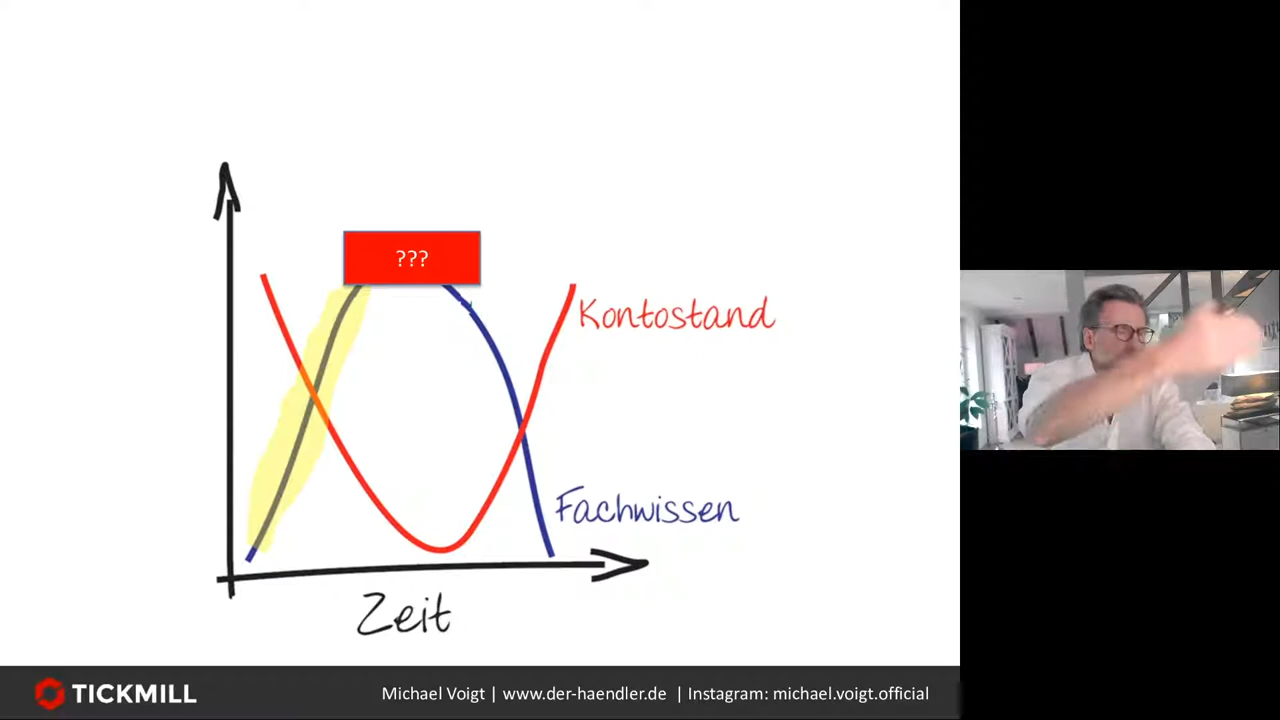 ???
Kontostand
Fachwissen
Zeit
TICKMILL
Michael Voigt | www.der-haendler.de | Instagram: michael.voigt.official